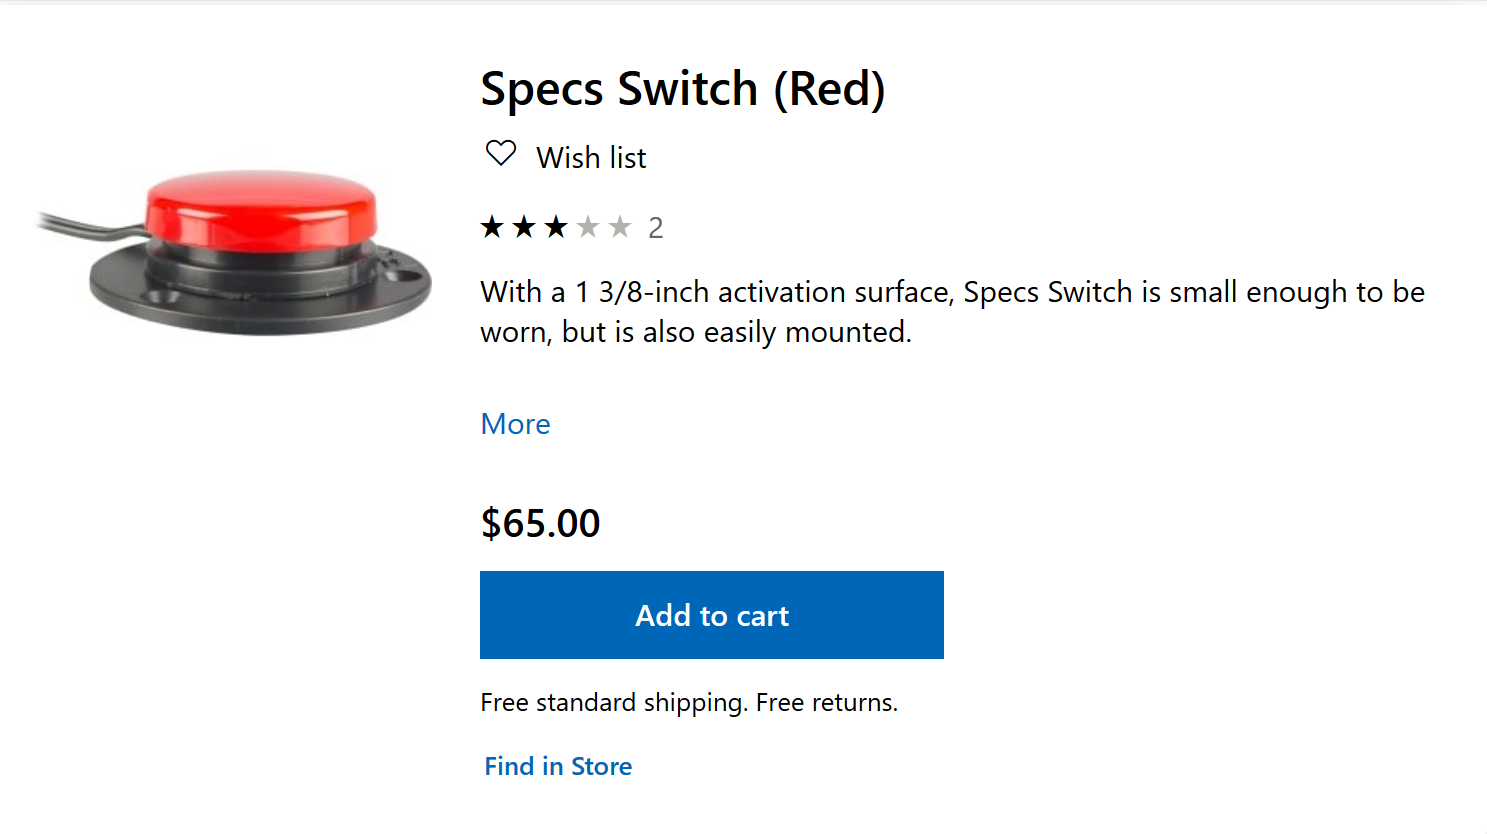 Specs Switch (Red)
Wish list
2
With a 1 3/8-inch activation surface, Specs Switch is small enough to be
worn, but is also easily mounted.
More
$65.00
Add to cart
Free standard shipping. Free returns.
Find in Store